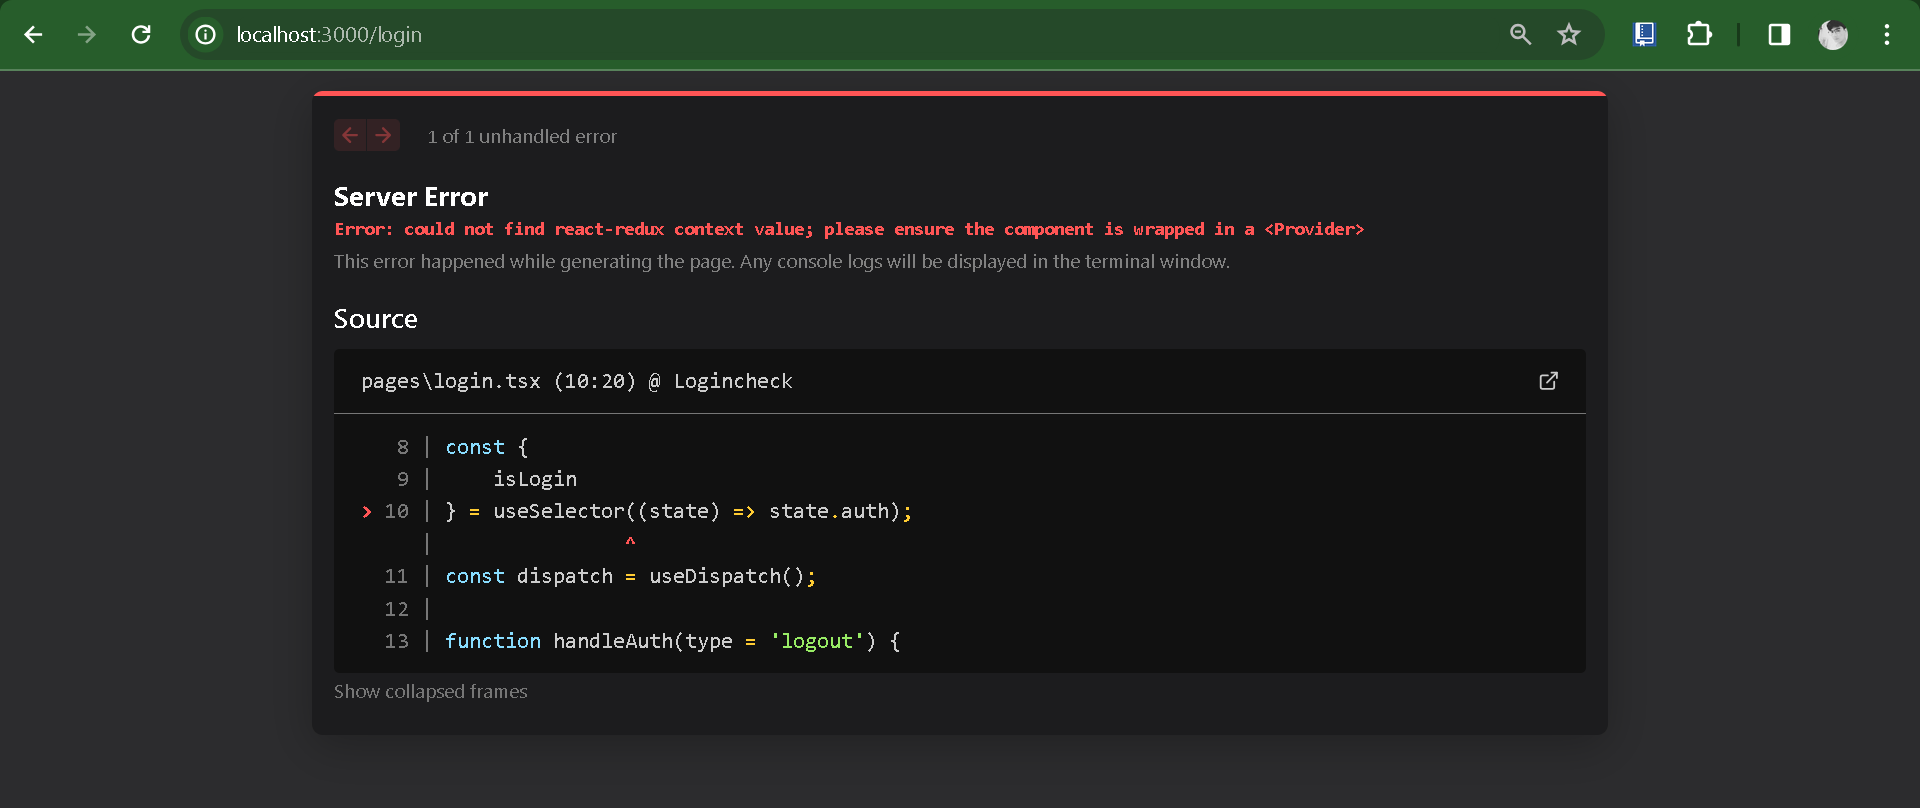 localhost:3000/login
1 of 1 unhandled error
Server Error
Error: could not find react-redux context value; please ensure the component is wrapped in a <Provider>
This error happened while generating the page. Any console logs will be displayed in the terminal window.
Source
pages\login.tsx (10:20) @ Logincheck
8 | const {
9 |     isLogin
> 10 | } = useSelector((state) => state.auth);
|                ^
11 | const dispatch = useDispatch();
12 |
13 | function handleAuth(type = 'logout') {
Show collapsed frames